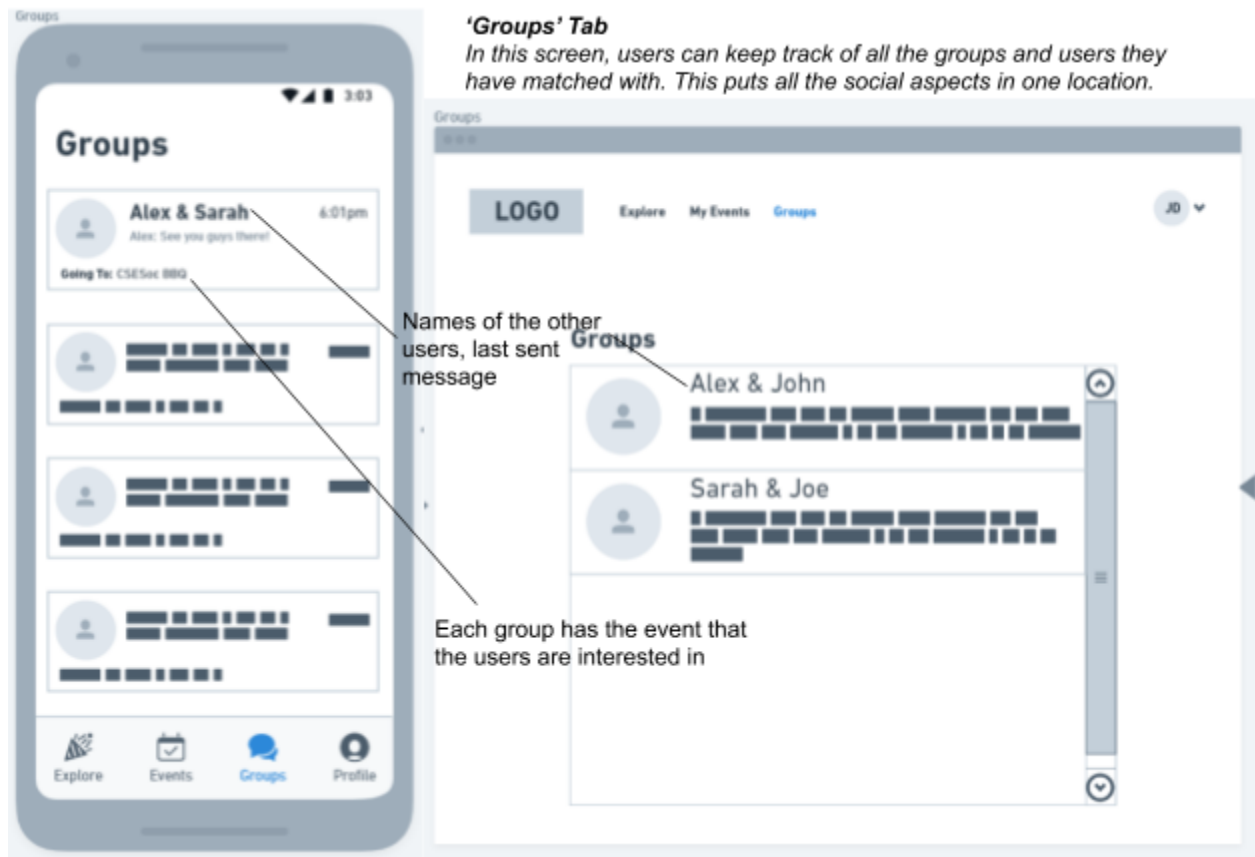 Groups
'Groups' Tab
In this screen, users can keep track of all the groups and users they
have matched with. This puts all the social aspects in one location.
3:03
Groups
Alex & Sarah
6:01pm
Alex: See you guys there!
Going To: CSESoc BBQ
Explore
Events
Groups
Profile
Groups
LOGO
Explore
My Events
Groups
JD
Names of the other
users, last sent
message
Groups
Alex & John
Sarah & Joe
Each group has the event that
the users are interested in